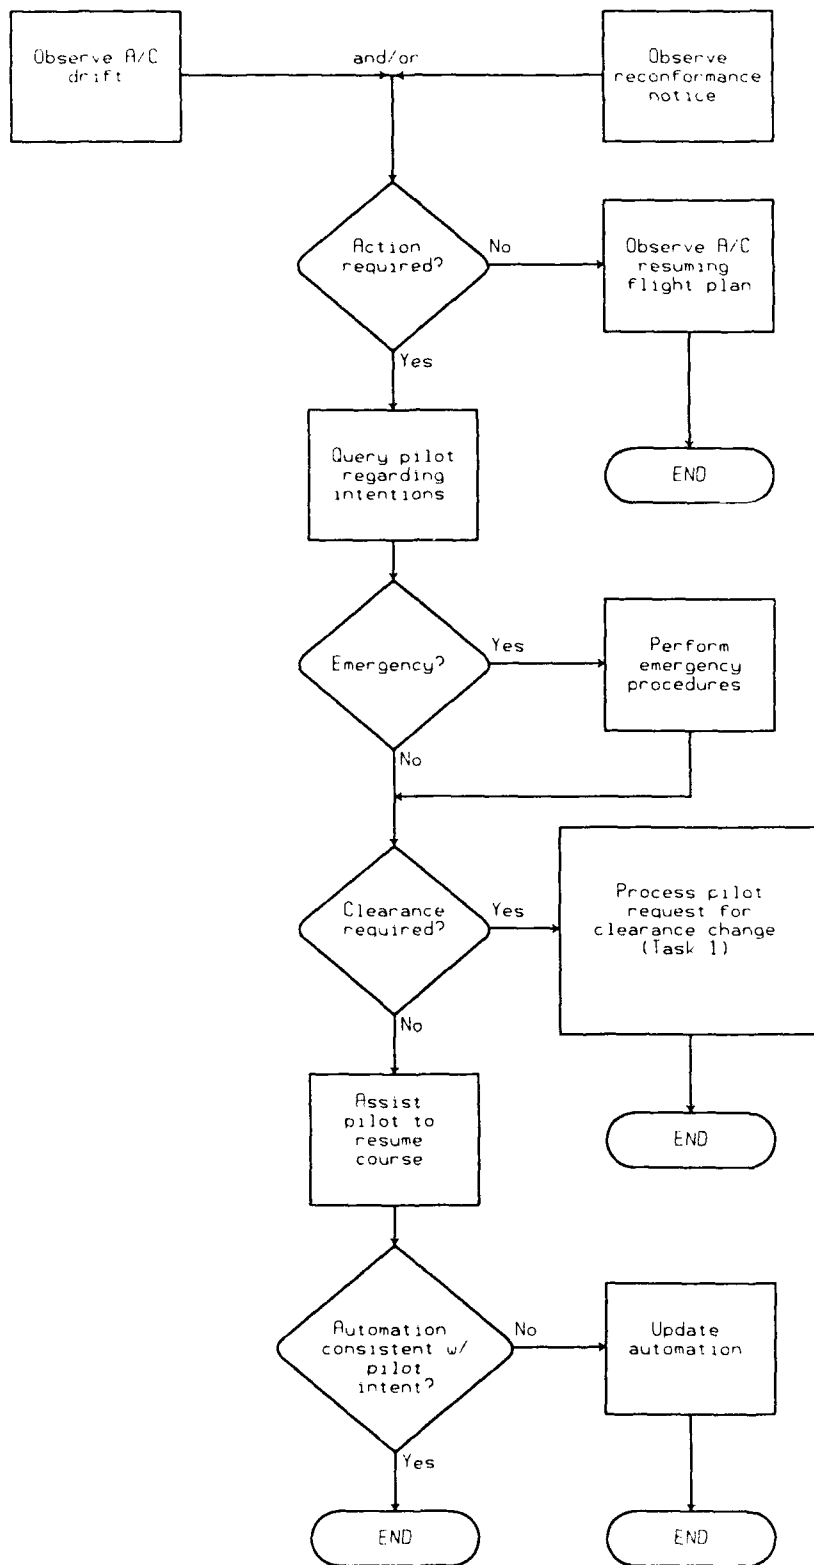 Observe A/C
drift
and/or
Observe
reconformance
notice
Action
required?
No
Observe A/C
resuming
flight plan
Yes
END
Query pilot
regarding
intentions
Emergency?
Yes
Perform
emergency
procedures
No
Clearance
required?
Yes
Process pilot
request for
clearance change
(Task 1)
No
Assist
pilot to
resume
course
END
Automation
consistent w/
pilot
intent?
No
Update
automation
Yes
END
END